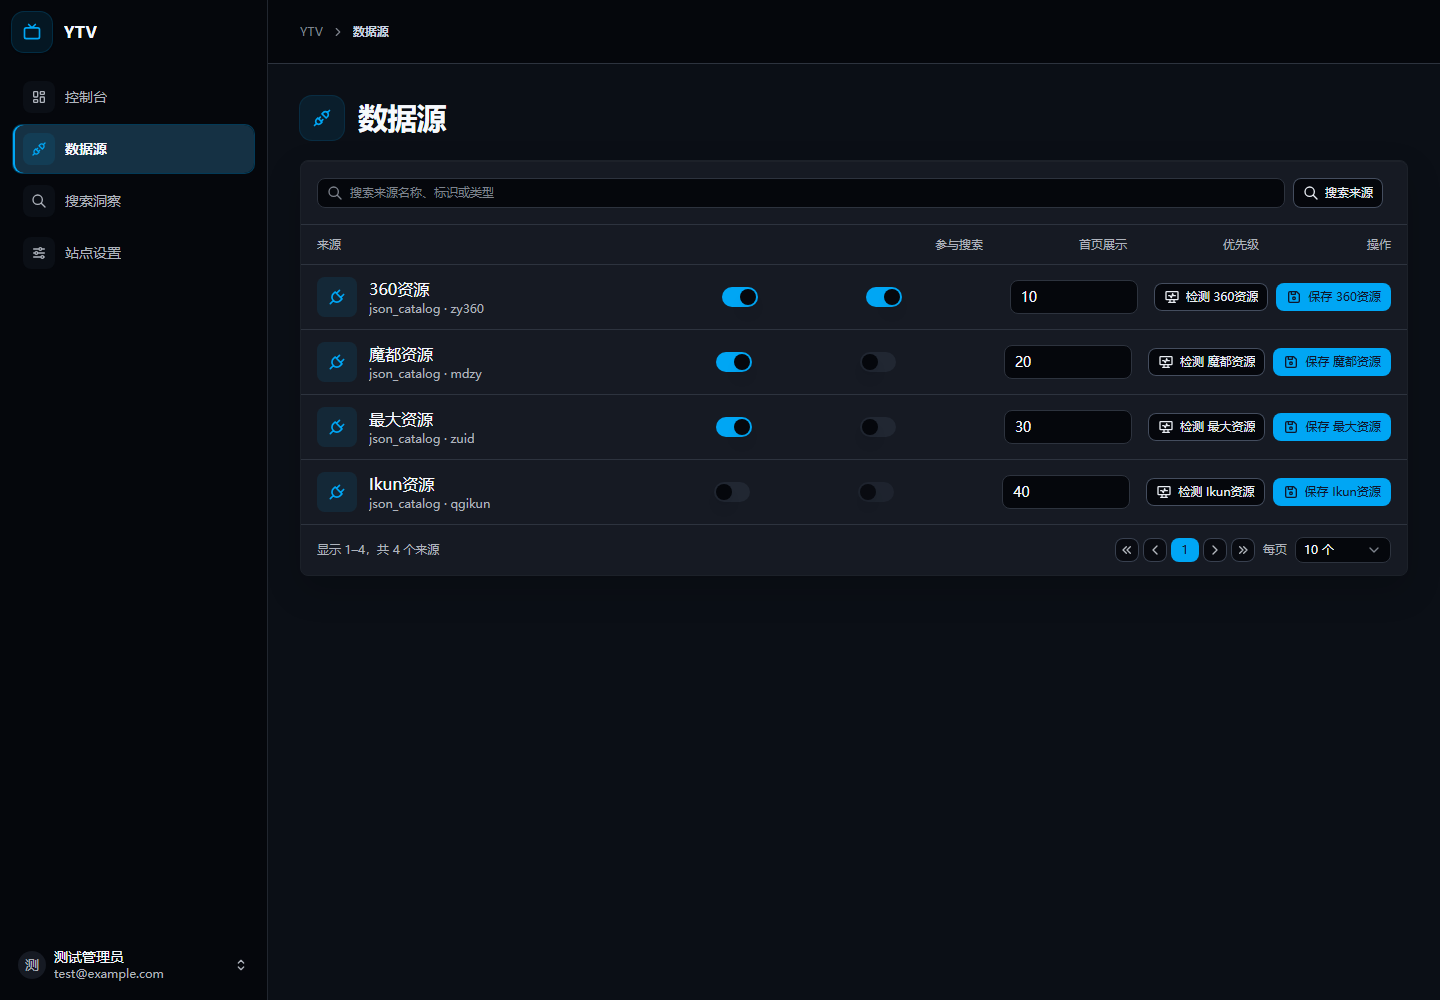 YTV
YTV > 数据源
控制台
数据源
搜索洞察
站点设置
数据源
搜索来源名称、标识或类型
搜索来源
来源 参与搜索 首页展示 优先级 操作
360资源
json_catalog · zy360
10 检测 360资源 保存 360资源
魔都资源
json_catalog · mdzy
20 检测 魔都资源 保存 魔都资源
最大资源
json_catalog · zuid
30 检测 最大资源 保存 最大资源
Ikun资源
json_catalog · qgikun
40 检测 Ikun资源 保存 Ikun资源
显示 1–4，共 4 个来源 « ‹ 1 › » 每页 10 个
测 测试管理员
test@example.com